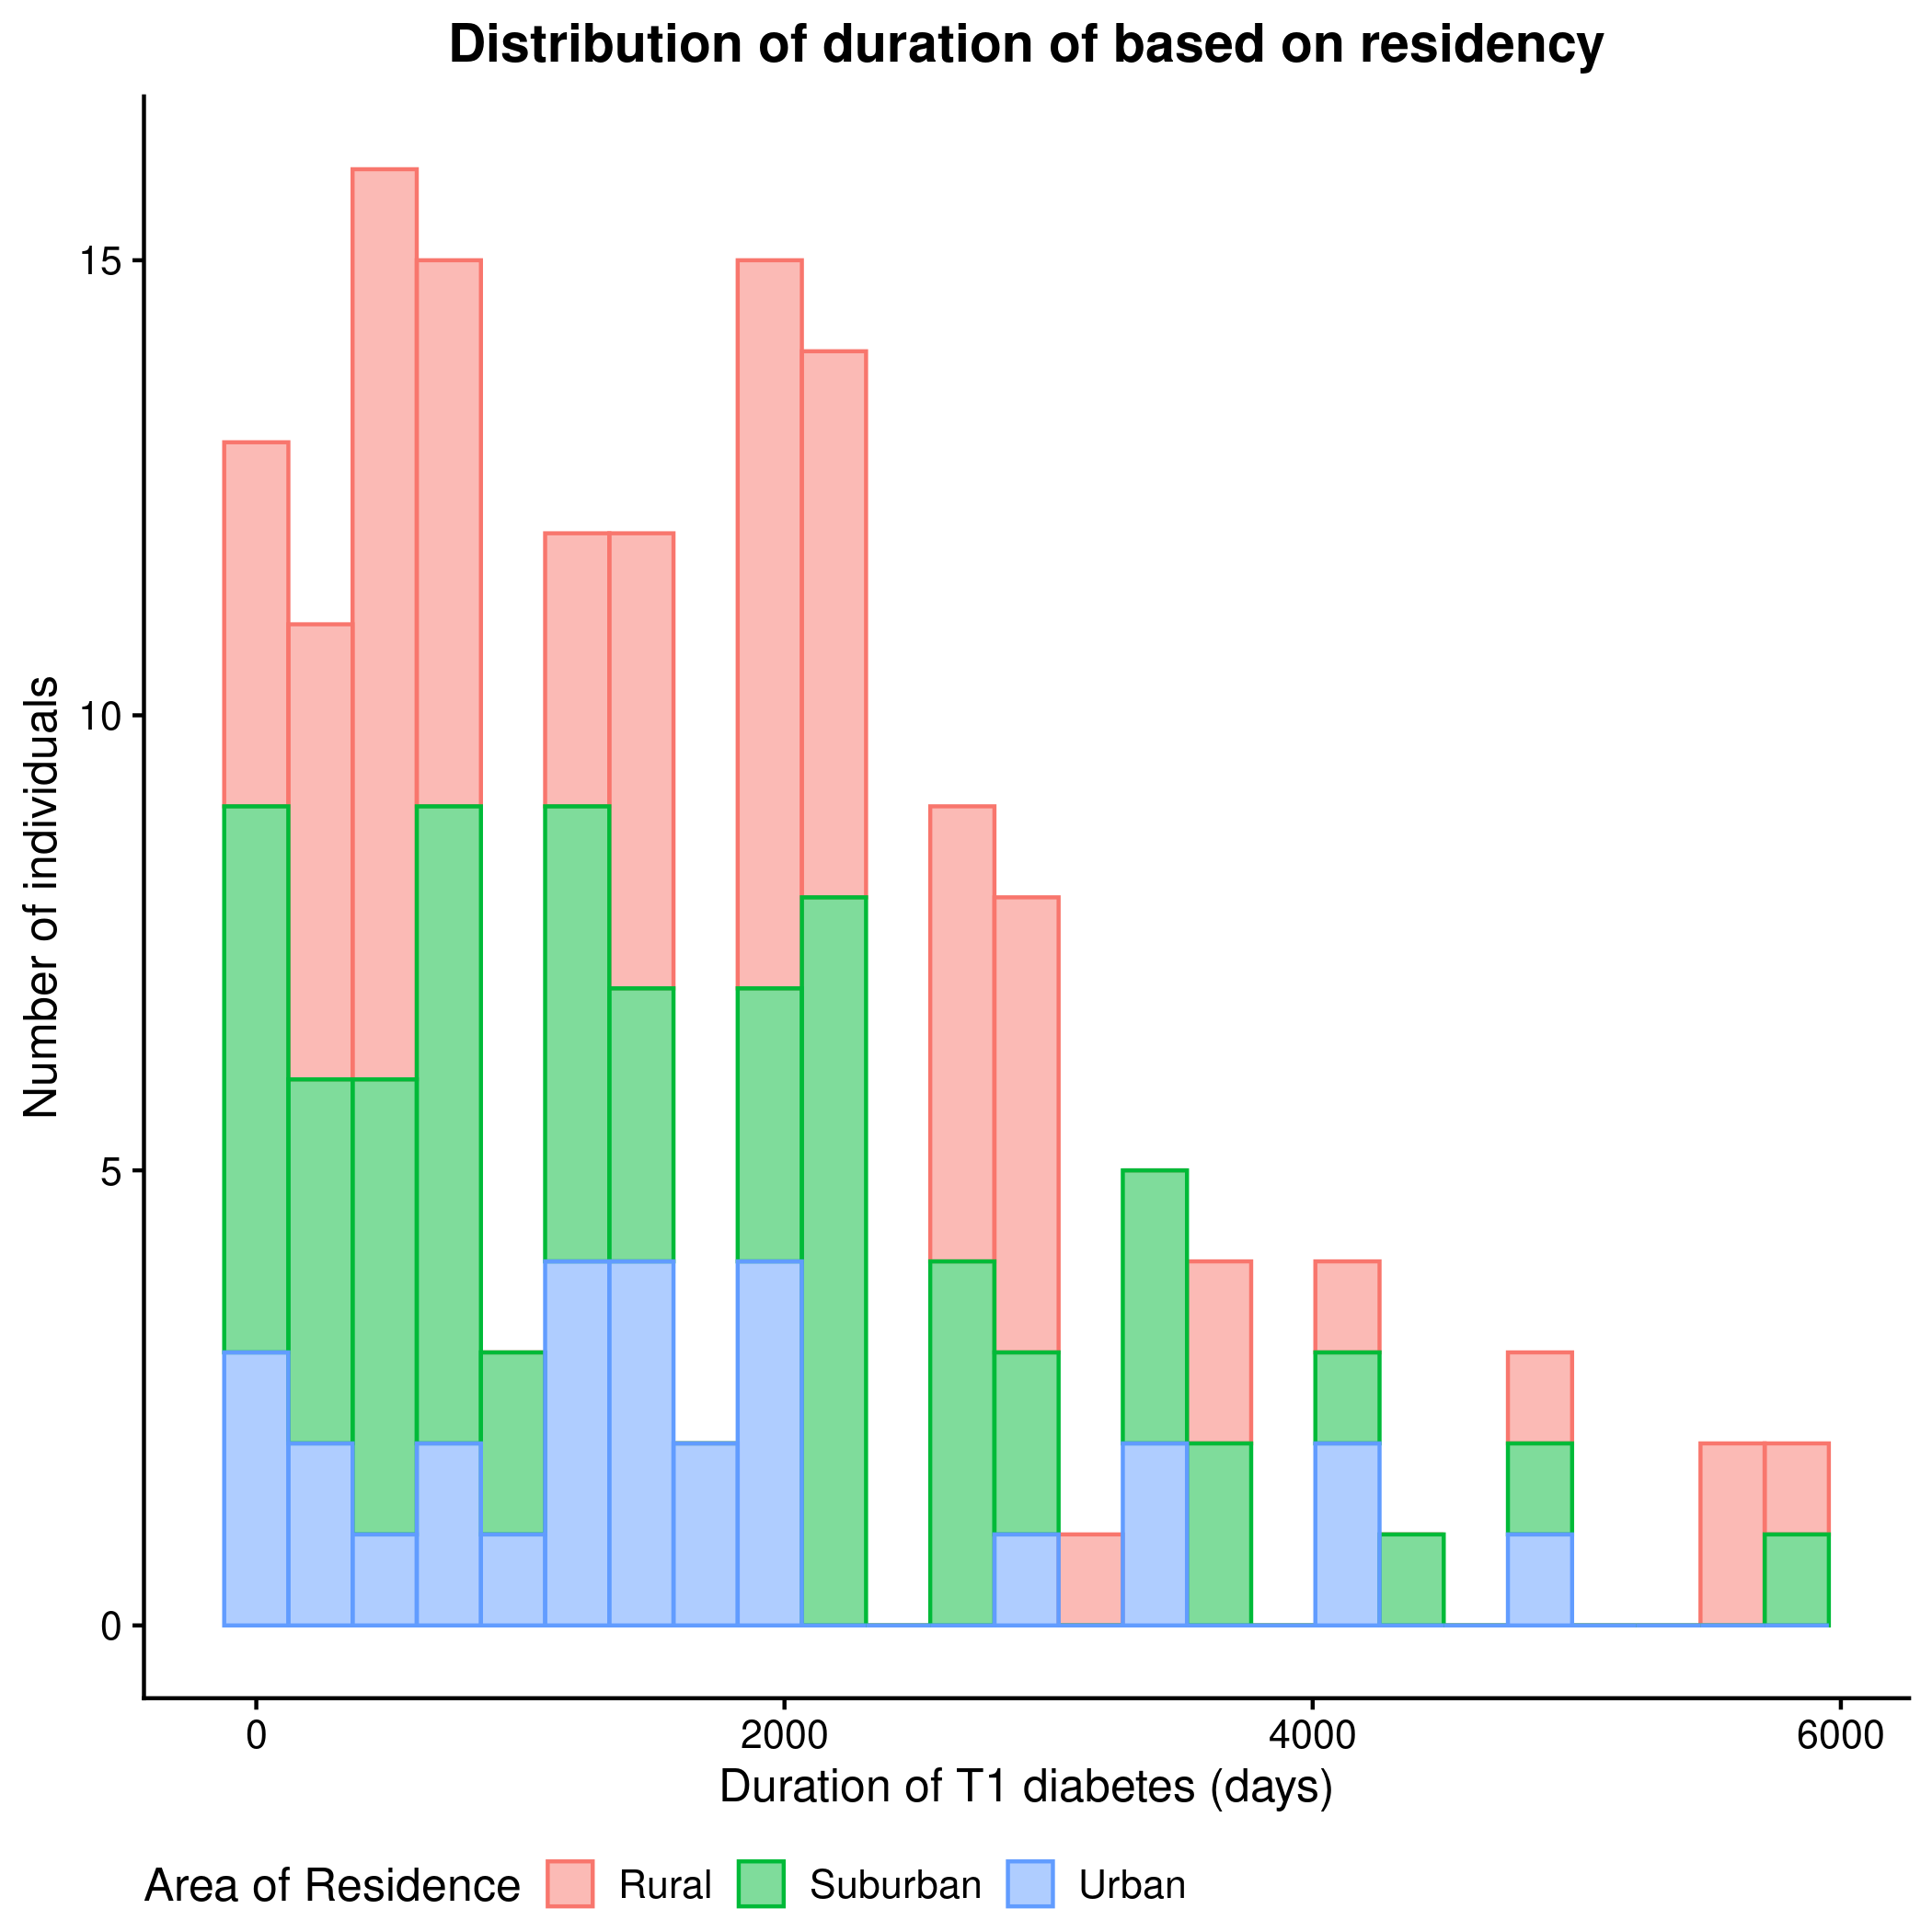 Distribution of duration of based on residency
15
10
5
0
Number of individuals
0 2000 4000 6000
Duration of T1 diabetes (days)
Area of Residence Rural Suburban Urban